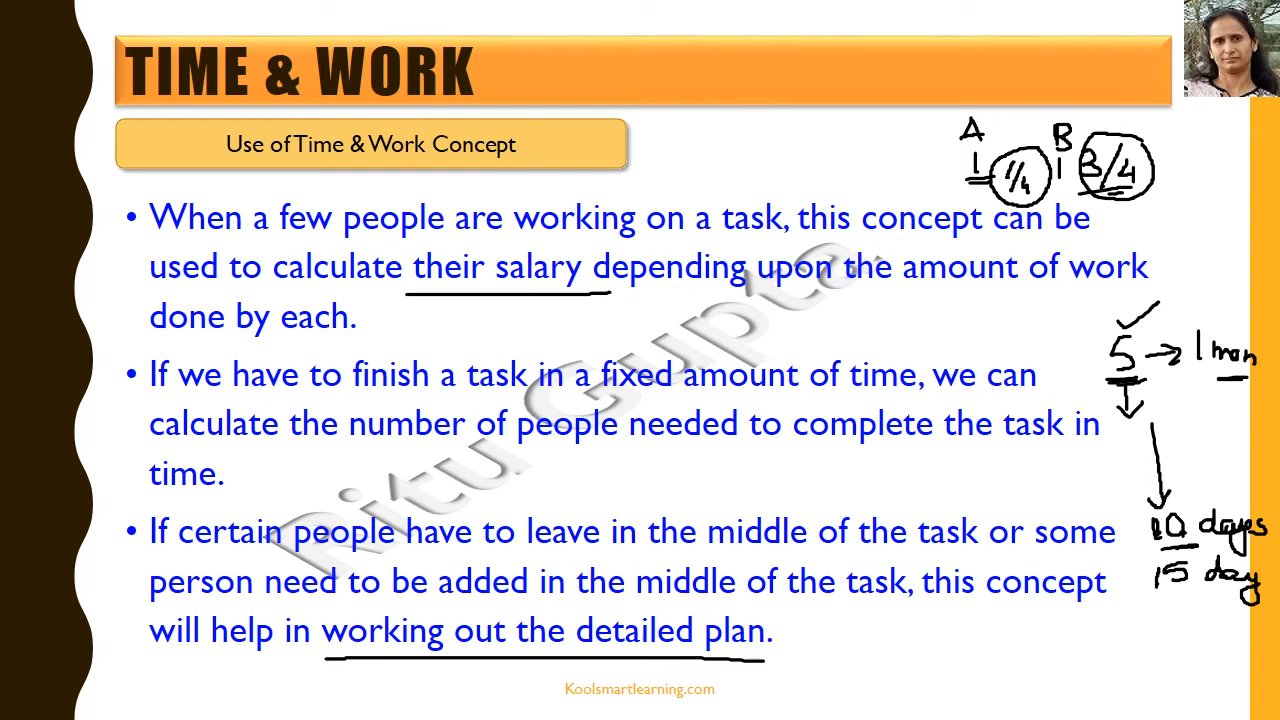 TIME & WORK
Use of Time & Work Concept
A B
1 1/4 1 3/4
• When a few people are working on a task, this concept can be
used to calculate their salary depending upon the amount of work
done by each.
5 → 1 man
• If we have to finish a task in a fixed amount of time, we can
calculate the number of people needed to complete the task in
time.
• If certain people have to leave in the middle of the task or some
10 days
person need to be added in the middle of the task, this concept
15 day
will help in working out the detailed plan.
Ritu Gupta
Koolsmartlearning.com